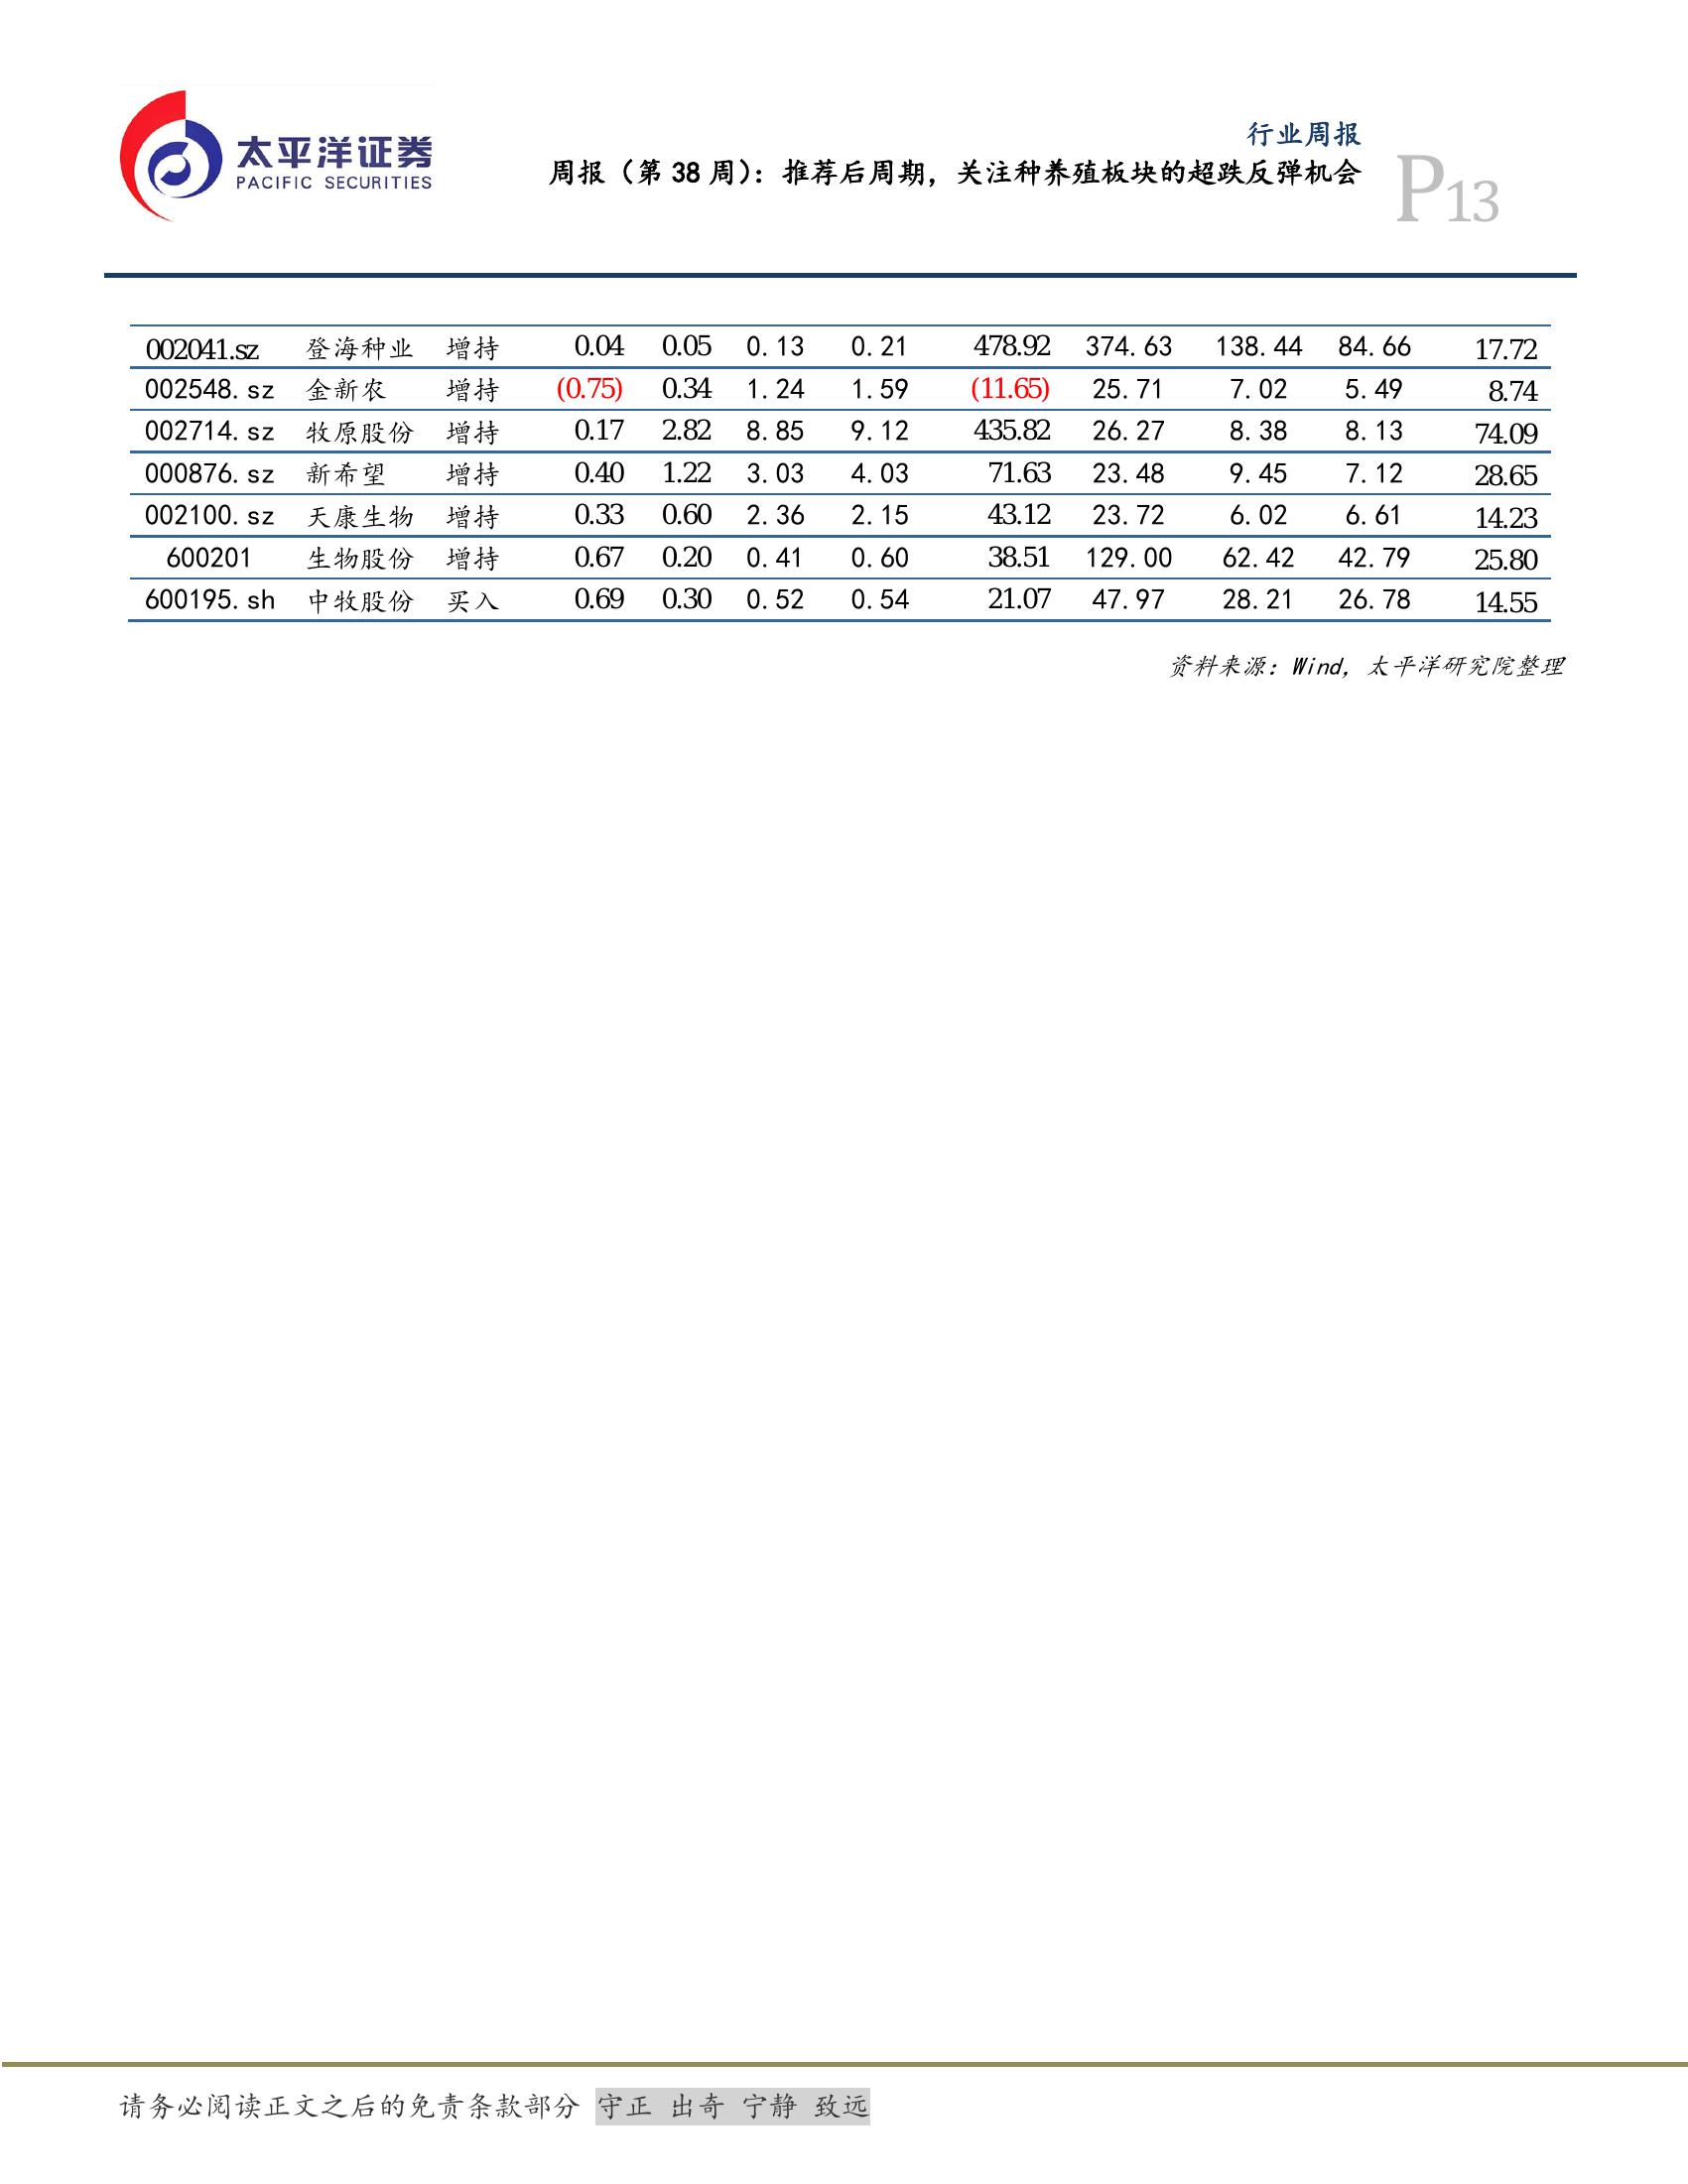 太平洋证券
PACIFIC SECURITIES
行业周报
周报（第 38 周）：推荐后周期，关注种养殖板块的超跌反弹机会
P13
002041.sz 登海种业 增持 0.04 0.05 0.13 0.21 478.92 374.63 138.44 84.66 17.72
002548.sz 金新农 增持 (0.75) 0.34 1.24 1.59 (11.65) 25.71 7.02 5.49 8.74
002714.sz 牧原股份 增持 0.17 2.82 8.85 9.12 435.82 26.27 8.38 8.13 74.09
000876.sz 新希望 增持 0.40 1.22 3.03 4.03 71.63 23.48 9.45 7.12 28.65
002100.sz 天康生物 增持 0.33 0.60 2.36 2.15 43.12 23.72 6.02 6.61 14.23
600201 生物股份 增持 0.67 0.20 0.41 0.60 38.51 129.00 62.42 42.79 25.80
600195.sh 中牧股份 买入 0.69 0.30 0.52 0.54 21.07 47.97 28.21 26.78 14.55
资料来源：Wind，太平洋研究院整理
请务必阅读正文之后的免责条款部分 守正 出奇 宁静 致远